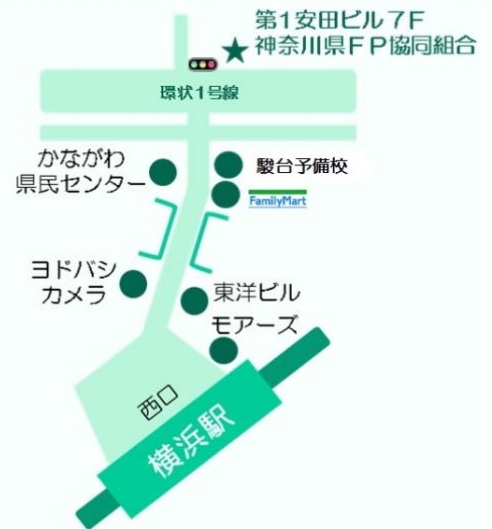 第1安田ビル7F
神奈川県FP協同組合
環状1号線
かながわ
県民センター
駿台予備校
FamilyMart
ヨドバシ
カメラ
東洋ビル
モアーズ
西口
横浜駅